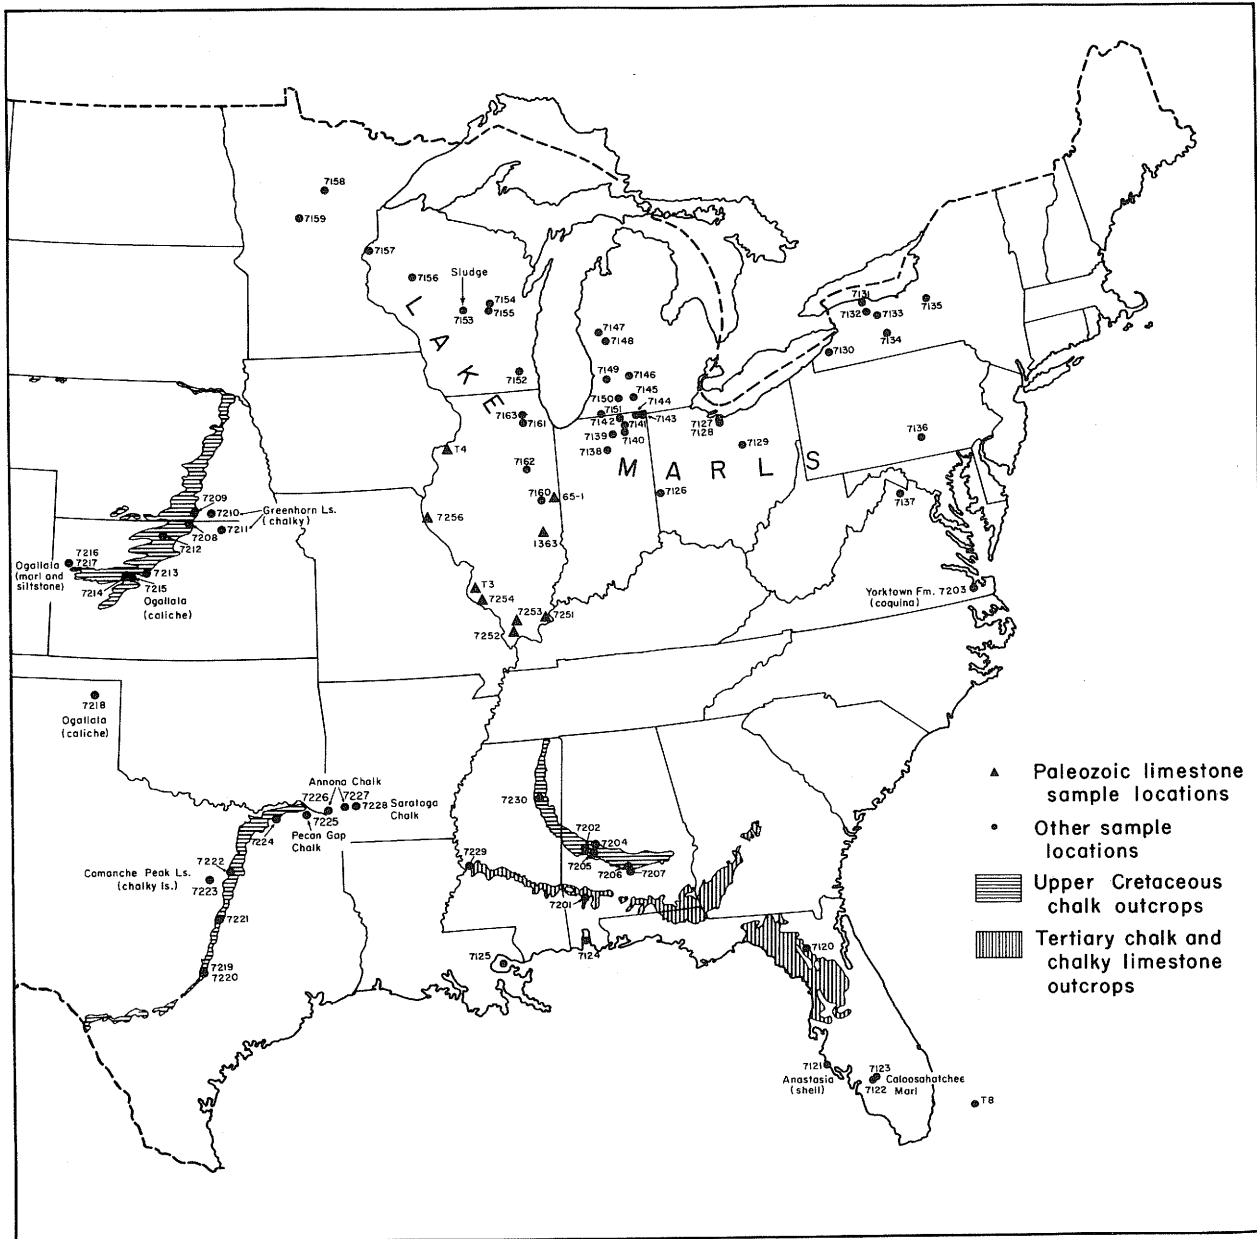 7158
7159
7157
7156
Sludge
7154
7155
7153
7152
7147
7148
7149
7146
7145
7150
7151
7144
7143
7142
7141
7140
7139
7138
7163
7161
7162
7160
65-1
1363
T4
7256
T3
7254
7253
7251
7252
LAKE
MARLS
7131
7132
7133
7135
7134
7130
7127
7128
7129
7126
7136
7137
7209
7210
Greenhorn Ls.
(chalky)
7211
7208
7212
7216
7217
Ogallala
(marl and
siltstone)
7213
7214
7215
Ogallala
(caliche)
Yorktown Fm. 7203
(coquina)
7218
Ogallala
(caliche)
Annona Chalk
7226
7227
7228 Saratoga
Chalk
7225
Pecan Gap
Chalk
7224
7222
Comanche Peak Ls.
(chalky ls.)
7223
7221
7219
7220
7230
7202
7204
7205
7206
7207
7229
7201
7125
7124
7120
7121
Anastasia
(shell)
7123
7122
Caloosahatchee
Marl
T8
Paleozoic limestone
sample locations
Other sample
locations
Upper Cretaceous
chalk outcrops
Tertiary chalk and
chalky limestone
outcrops